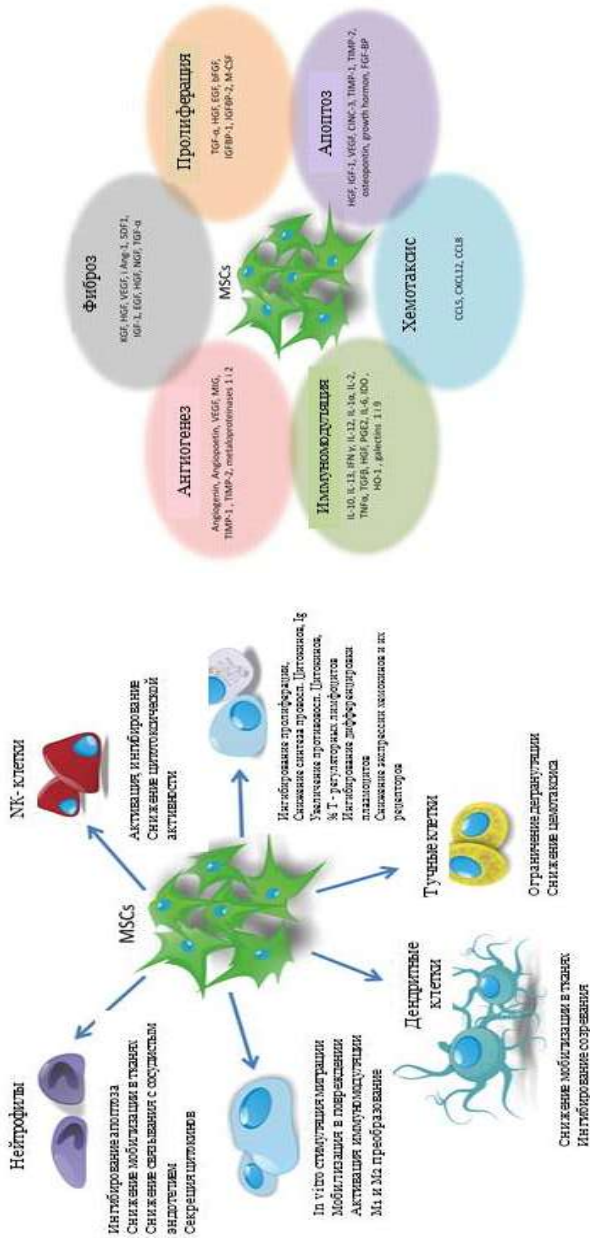 Нейтрофилы
Ингибирование апоптоза
Снижение мобилизации в тканях
Снижение связывания с сосудистым
эндотелием
Секреция цитокинов
NK- клетки
Активация, ингибирование
Снижение цитотоксической
активности
MSCs
Ингибирование пролиферации,
Снижение синтеза провосп. Цитокинов, Ig
Увеличение противовосп. Цитокинов,
% Т - регуляторных лимфоцитов
Ингибирование дифференцировки
плазмоцитов
Снижение экспрессии хемокинов и их
рецепторов
In vitro стимуляция миграции
Мобилизация в повреждении
Активация иммуномодуляции
М1 и М2 преобразование
Дендритные
клетки
Снижение мобилизации в тканях
Ингибирование созревания
Тучные клетки
Ограничение дегрануляции
Снижение цемотаксиса
Фиброз
KGF, HGF, VEGF, i Ang-1, SDF1,
IGF-1, EGF, HGF, NGF, TGF-α
Ангиогенез
Angiogenin, Angiopoetin, VEGF, MIG,
TIMP-1 , TIMP-2, metaloproteinases 1 i 2
Пролиферация
TGF-α, HGF, EGF, bFGF,
IGFBP-1, IGFBP-2, M-CSF
MSCs
Иммуномодуляция
IL-10, IL-13, IFN γ, IL-12, IL-1α, IL-2,
TNFα, TGFβ, HGF, PGE2, IL-6, IDO ,
HO-1 , galectins 1 i 9
Апоптоз
HGF, IGF-1, VEGF, CINC-3, TIMP-1, TIMP-2,
osteopontin, growth hormon, FGF-BP
Хемотаксис
CCL5, CXCL12, CCL8